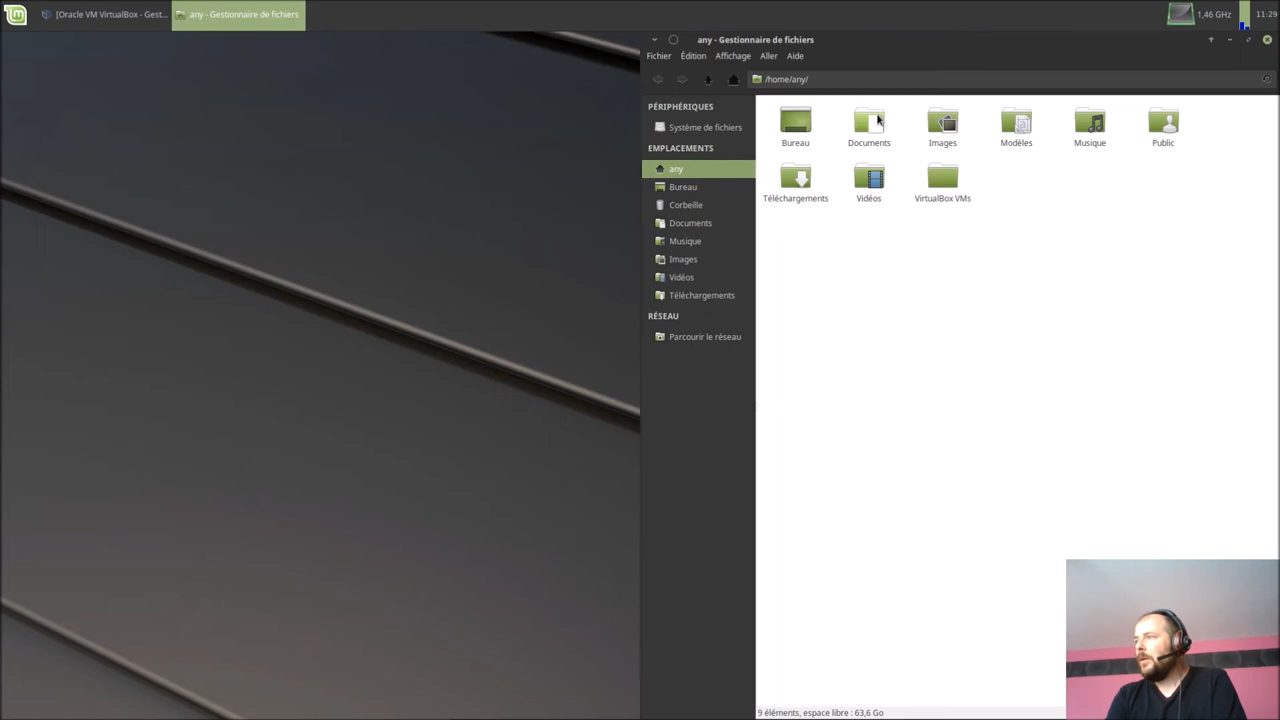 [Oracle VM VirtualBox - Gest...
any - Gestionnaire de fichiers
1,46 GHz
11:29
any - Gestionnaire de fichiers
Fichier Édition Affichage Aller Aide
/home/any/
PÉRIPHÉRIQUES
Système de fichiers
EMPLACEMENTS
any
Bureau
Corbeille
Documents
Musique
Images
Vidéos
Téléchargements
RÉSEAU
Parcourir le réseau
Bureau Documents Images Modèles Musique Public
Téléchargements Vidéos VirtualBox VMs
9 éléments, espace libre : 63,6 Go